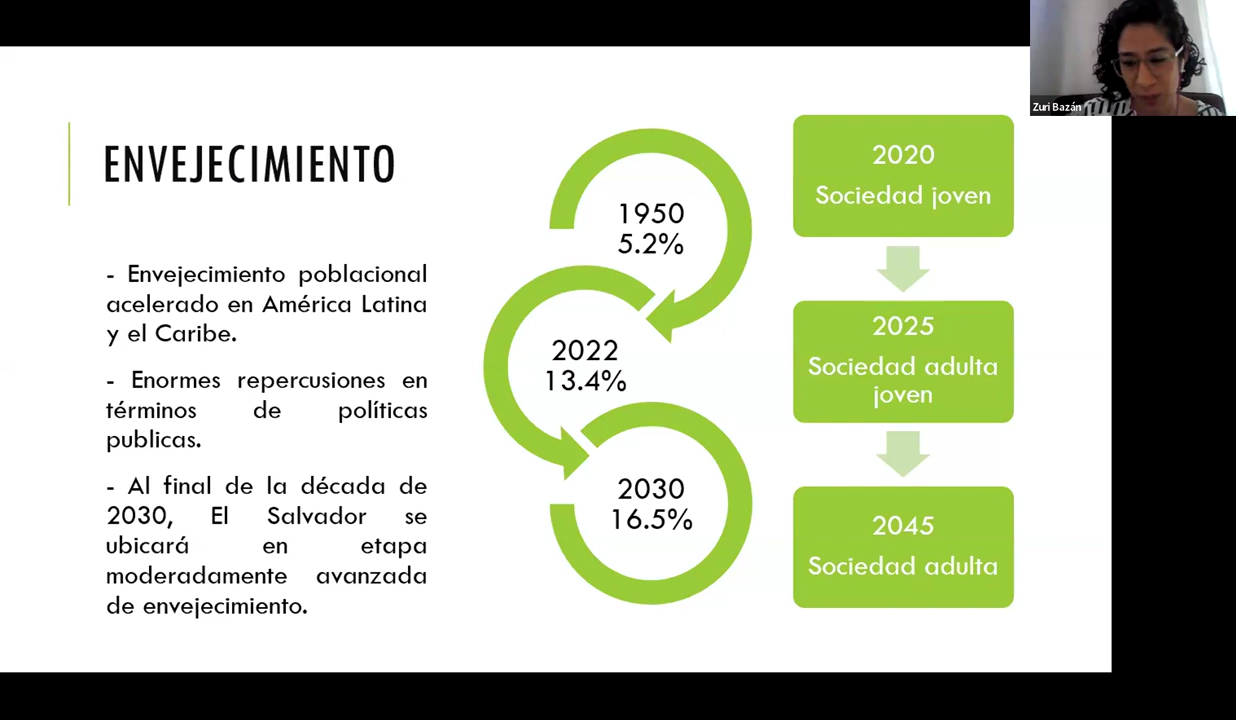 ENVEJECIMIENTO
- Envejecimiento poblacional
acelerado en América Latina
y el Caribe.
- Enormes repercusiones en
términos de políticas
publicas.
- Al final de la década de
2030, El Salvador se
ubicará en etapa
moderadamente avanzada
de envejecimiento.
1950
5.2%
2022
13.4%
2030
16.5%
2020
Sociedad joven
2025
Sociedad adulta
joven
2045
Sociedad adulta
Zuri Bazán